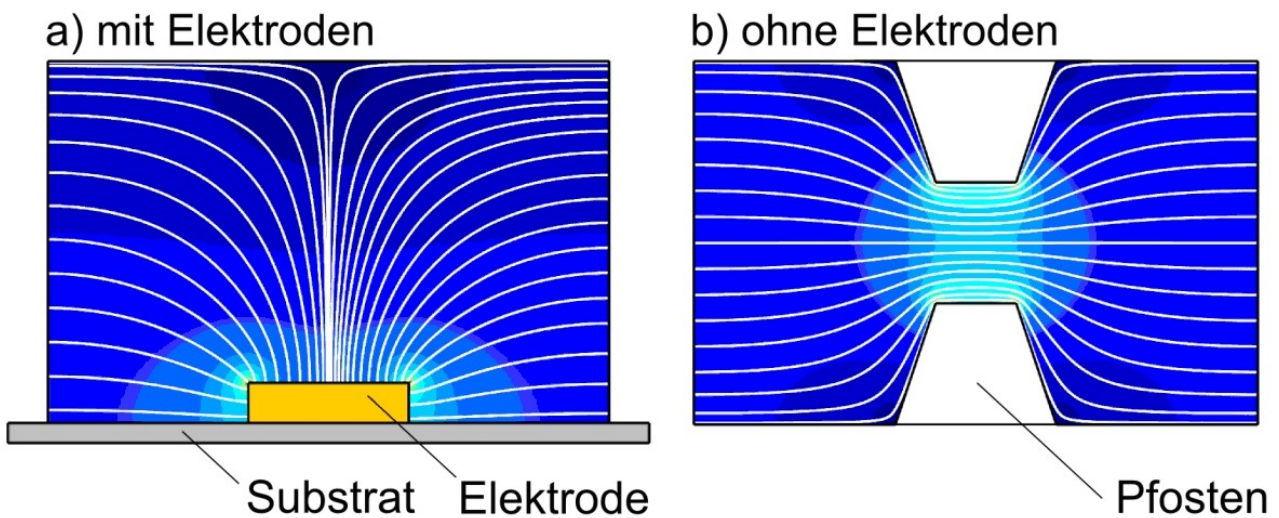 a) mit Elektroden
b) ohne Elektroden
Substrat
Elektrode
Pfosten